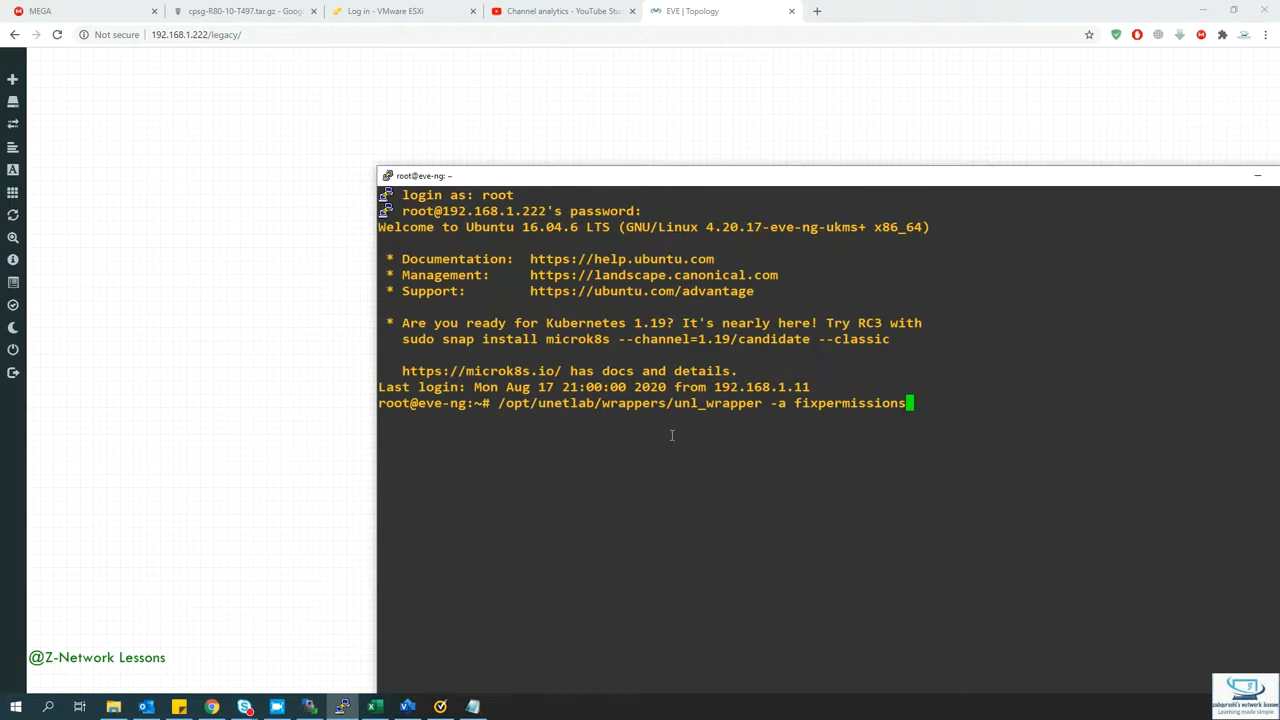 MEGA
cpsg-R80-10-T497.tar.gz - Goog
Log in - VMware ESXi
Channel analytics - YouTube Stu
EVE | Topology
Not secure
192.168.1.222/legacy/
root@eve-ng: ~
login as: root
root@192.168.1.222's password:
Welcome to Ubuntu 16.04.6 LTS (GNU/Linux 4.20.17-eve-ng-ukms+ x86_64)
* Documentation: https://help.ubuntu.com
* Management: https://landscape.canonical.com
* Support: https://ubuntu.com/advantage
* Are you ready for Kubernetes 1.19? It's nearly here! Try RC3 with
sudo snap install microk8s --channel=1.19/candidate --classic
https://microk8s.io/ has docs and details.
Last login: Mon Aug 17 21:00:00 2020 from 192.168.1.11
root@eve-ng:~# /opt/unetlab/wrappers/unl_wrapper -a fixpermissions
@Z-Network Lessons
Learning made simple